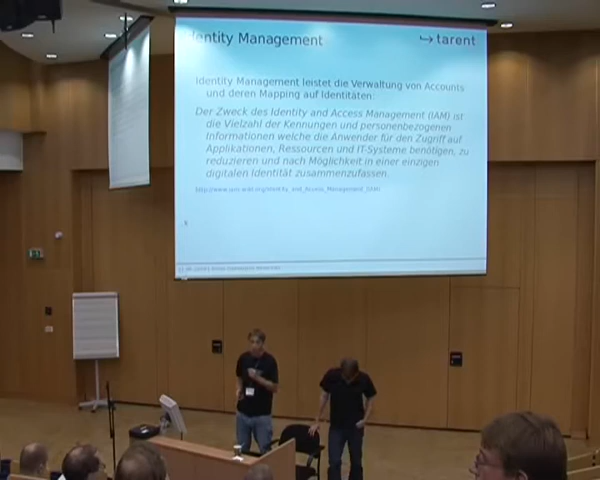 Identity Management
tarent
Identity Management leistet die Verwaltung von Accounts
und deren Mapping auf Identitäten:
Der Zweck des Identity and Access Management (IAM) ist
die Vielzahl der Kennungen und personenbezogenen
Informationen welche die Anwender für den Zugriff auf
Applikationen, Ressourcen und IT-Systeme benötigen, zu
reduzieren und nach Möglichkeit in einer einzigen
digitalen Identität zusammenzufassen.